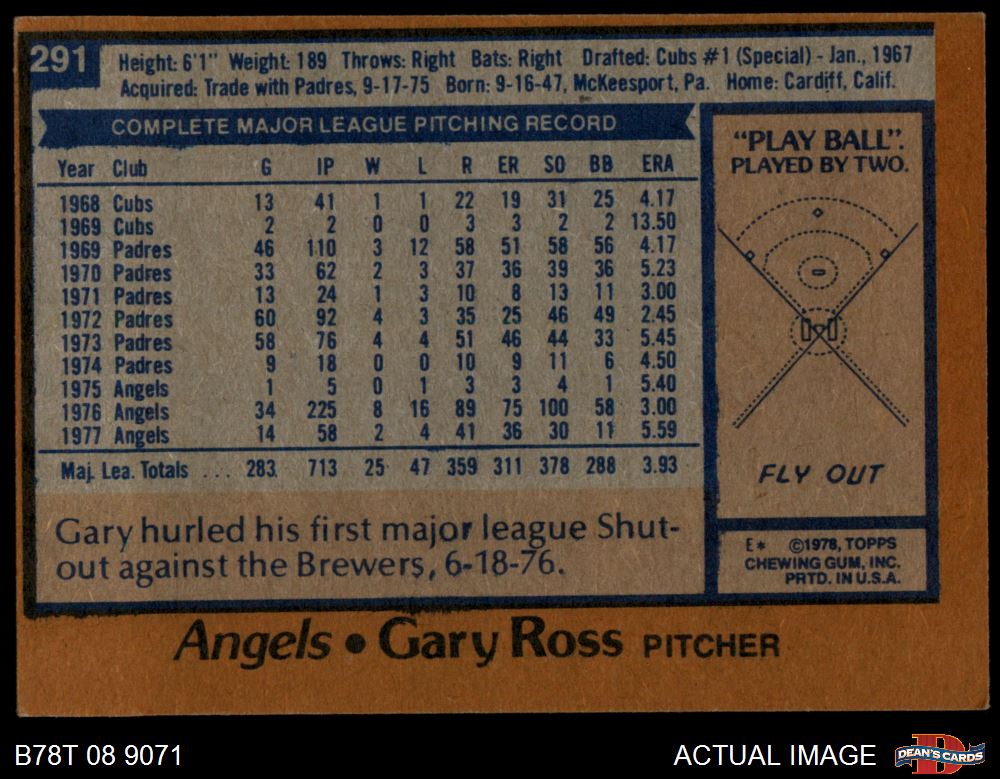 291
Height: 6'1" Weight: 189 Throws: Right Bats: Right Drafted: Cubs #1 (Special) - Jan., 1967
Acquired: Trade with Padres, 9-17-75 Born: 9-16-47, McKeesport, Pa. Home: Cardiff, Calif.
COMPLETE MAJOR LEAGUE PITCHING RECORD
Year Club G IP W L R ER SO BB ERA
1968 Cubs 13 41 1 1 22 19 31 25 4.17
1969 Cubs 2 2 0 0 3 3 2 2 13.50
1969 Padres 46 110 3 12 58 51 58 56 4.17
1970 Padres 33 62 2 3 37 36 39 36 5.23
1971 Padres 13 24 1 3 10 8 13 11 3.00
1972 Padres 60 92 4 3 35 25 46 49 2.45
1973 Padres 58 76 4 4 51 46 44 33 5.45
1974 Padres 9 18 0 0 10 9 11 6 4.50
1975 Angels 1 5 0 1 3 3 4 1 5.40
1976 Angels 34 225 8 16 89 75 100 58 3.00
1977 Angels 14 58 2 4 41 36 30 11 5.59
Maj. Lea. Totals ... 283 713 25 47 359 311 378 288 3.93
Gary hurled his first major league Shut-
out against the Brewers, 6-18-76.
"PLAY BALL".
PLAYED BY TWO.
FLY OUT
E* ©1978, TOPPS
CHEWING GUM, INC.
PRTD. IN U.S.A.
Angels • Gary Ross PITCHER
B78T 08 9071
ACTUAL IMAGE
D
DEAN'S CARDS